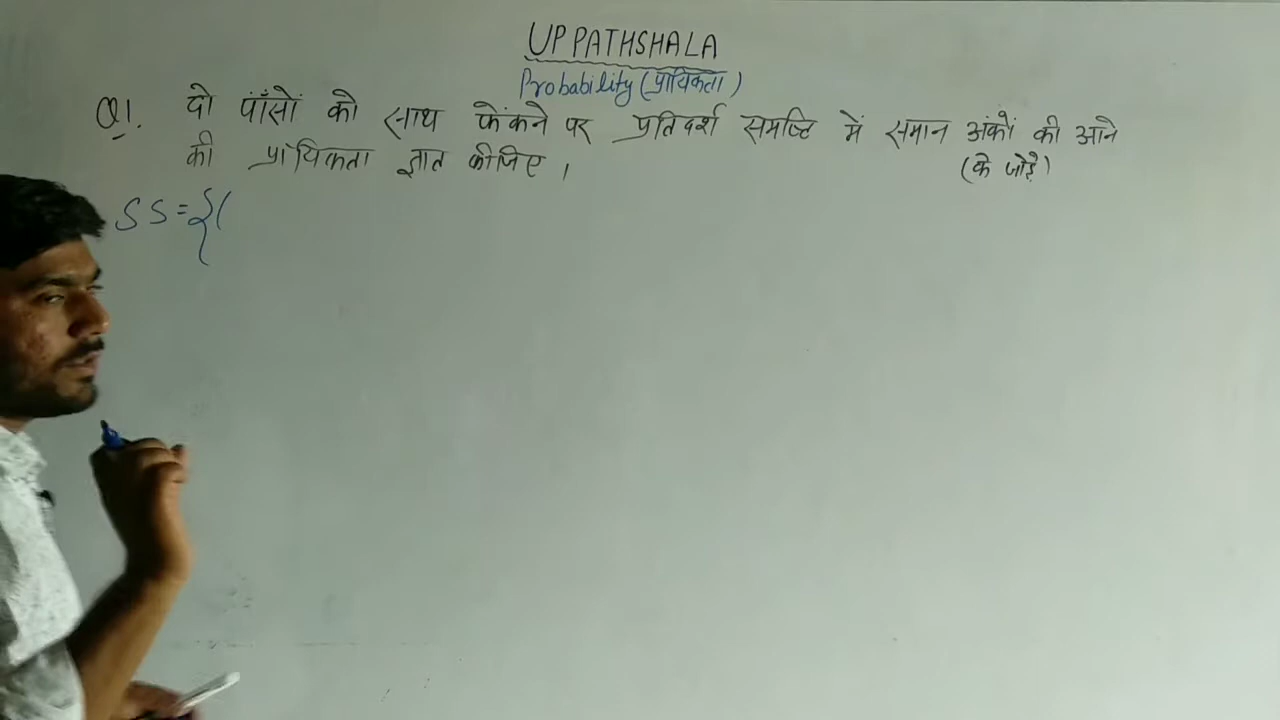 UP PATHSHALA
Probability (प्रायिकता)
Q1. दो पाँसों को साथ फेंकने पर प्रतिदर्श समष्टि में समान अंकों की आने
(के जोड़े)
की प्रायिकता ज्ञात कीजिए ।
SS = {(